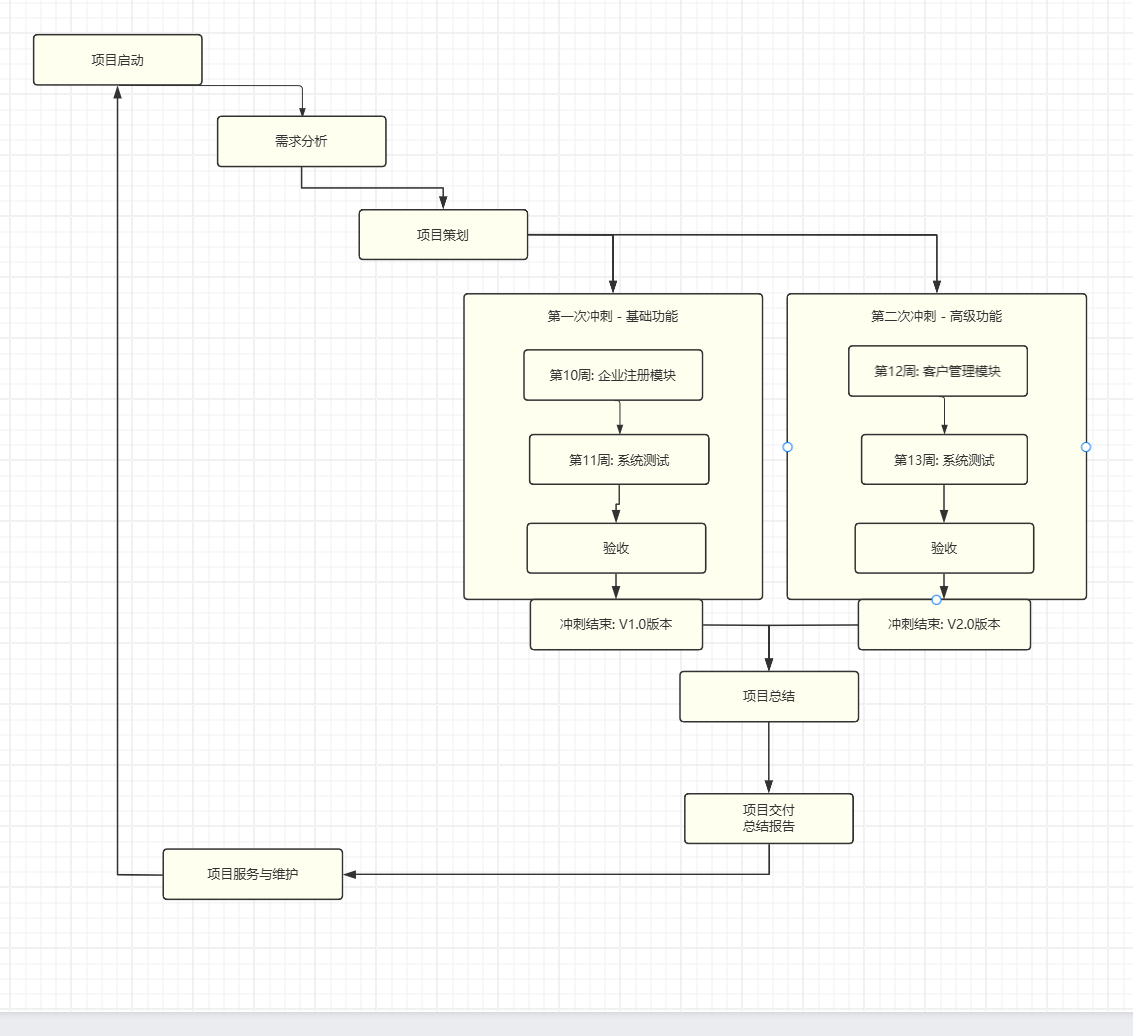 项目启动
需求分析
项目策划
第一次冲刺 - 基础功能
第10周: 企业注册模块
第11周: 系统测试
验收
冲刺结束: V1.0版本
第二次冲刺 - 高级功能
第12周: 客户管理模块
第13周: 系统测试
验收
冲刺结束: V2.0版本
项目总结
项目交付
总结报告
项目服务与维护